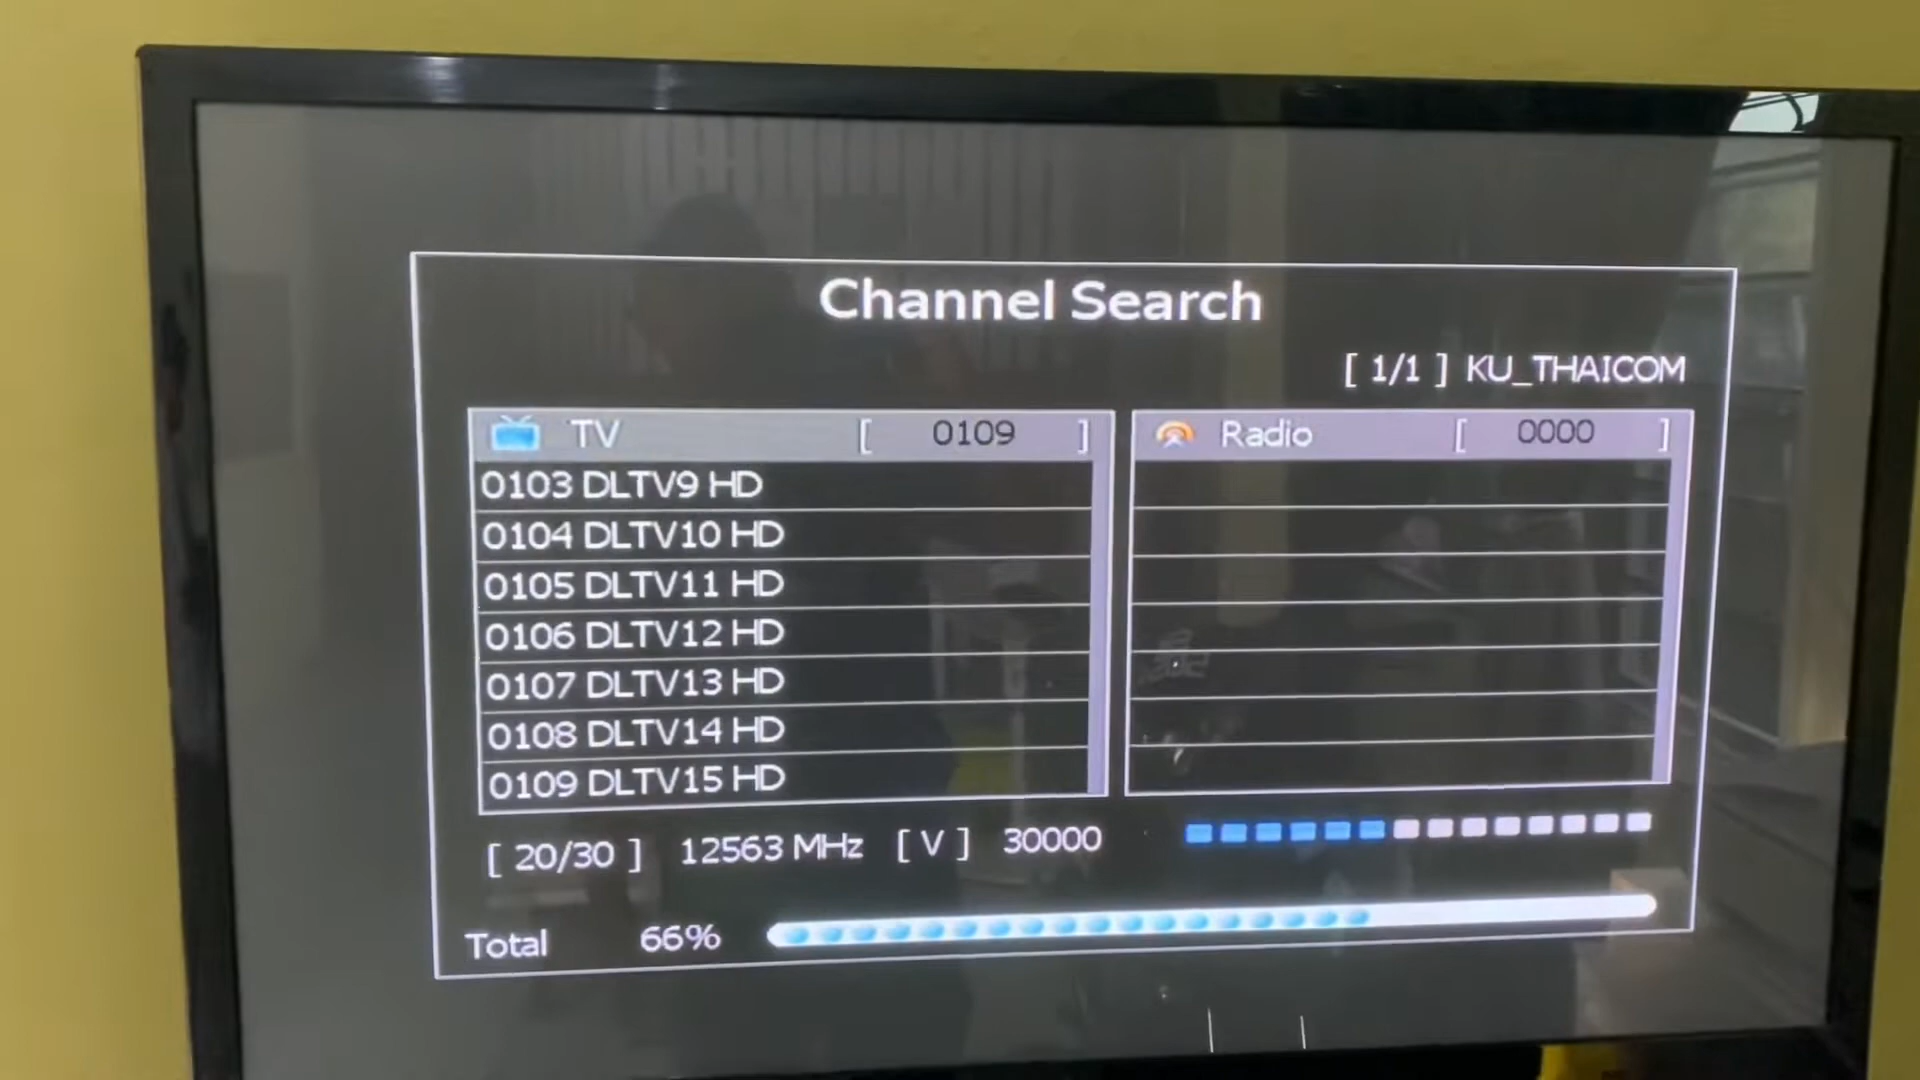 Channel Search
[ 1/1 ] KU_THAICOM
TV [ 0109 ]
Radio [ 0000 ]
0103 DLTV9 HD
0104 DLTV10 HD
0105 DLTV11 HD
0106 DLTV12 HD
0107 DLTV13 HD
0108 DLTV14 HD
0109 DLTV15 HD
[ 20/30 ] 12563 MHz [ V ] 30000
Total 66%